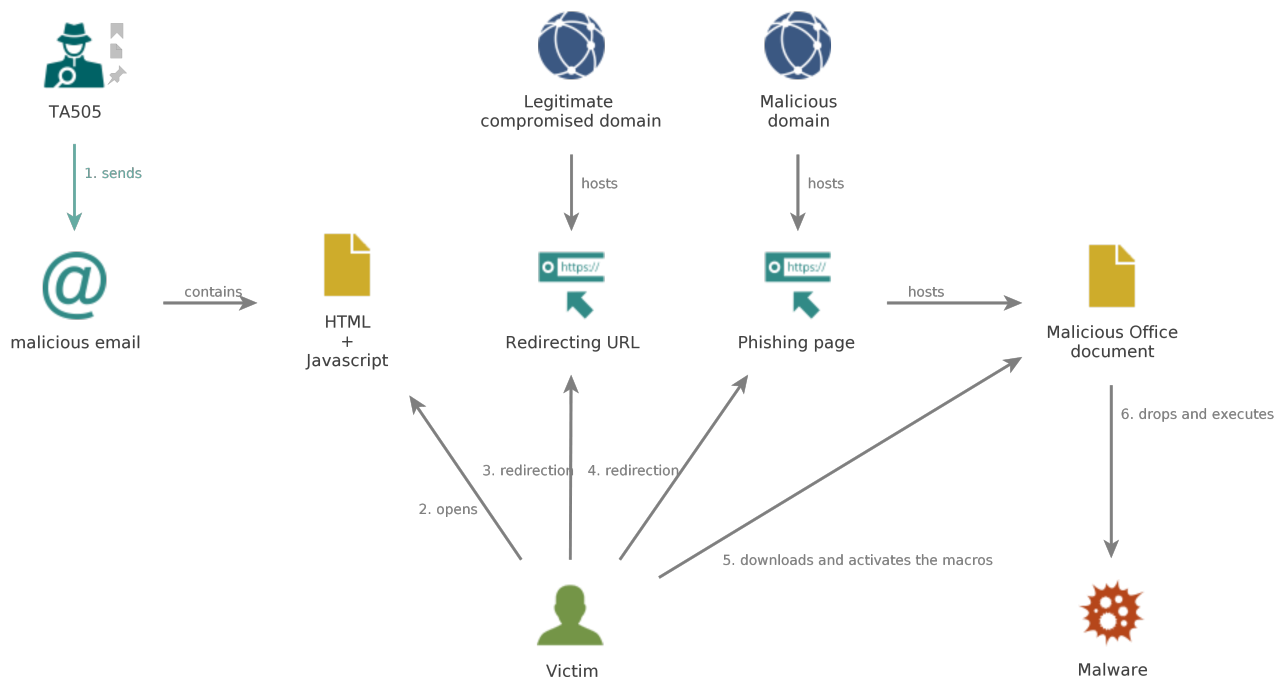 TA505
Legitimate
compromised domain
Malicious
domain
1. sends
hosts
hosts
https://
https://
contains
hosts
malicious email
HTML
+
Javascript
Redirecting URL
Phishing page
Malicious Office
document
6. drops and executes
3. redirection
4. redirection
2. opens
5. downloads and activates the macros
Victim
Malware